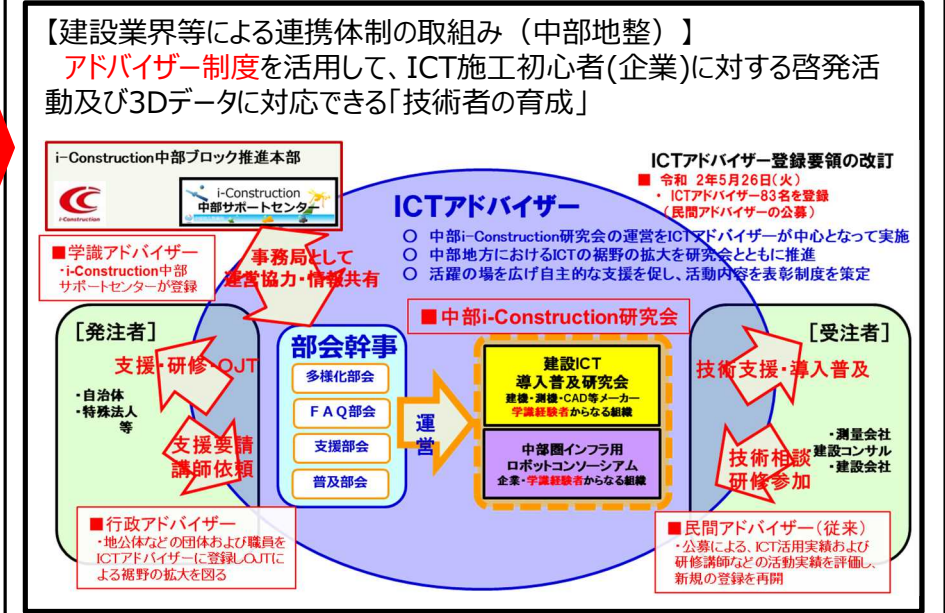 【建設業界等による連携体制の取組み（中部地整）】
アドバイザー制度を活用して、ICT施工初心者(企業)に対する啓発活
動及び3Dデータに対応できる「技術者の育成」
i-Construction中部ブロック推進本部
i-Construction
i-Construction
中部サポートセンター
ICTアドバイザー登録要領の改訂
■ 令和 2年5月26日(火)
・ ICTアドバイザー83名を登録
（民間アドバイザーの公募）
ICTアドバイザー
○ 中部i-Construction研究会の運営をICTアドバイザーが中心となって実施
○ 中部地方におけるICTの裾野の拡大を研究会とともに推進
○ 活躍の場を広げ自主的な支援を促し、活動内容を表彰制度を策定
■学識アドバイザー
・i-Construction中部
サポートセンターが登録
事務局として
運営協力・情報共有
■中部i-Construction研究会
［発注者］
支援・研修・OJT
・自治体
・特殊法人
等
支援要請
講師依頼
部会幹事
多様化部会
FAQ部会
支援部会
普及部会
運
営
建設ICT
導入普及研究会
建機・測機・CAD等メーカー
学識経験者からなる組織
中部圏インフラ用
ロボットコンソーシアム
企業・学識経験者からなる組織
［受注者］
技術支援・導入普及
・測量会社
・建設コンサル
・建設会社
技術相談
研修参加
■行政アドバイザー
・地公体などの団体および職員を
ICTアドバイザーに登録しOJTに
よる裾野の拡大を図る
■民間アドバイザー(従来)
・公募による、ICT活用実績および
研修講師などの活動実績を評価し、
新規の登録を再開